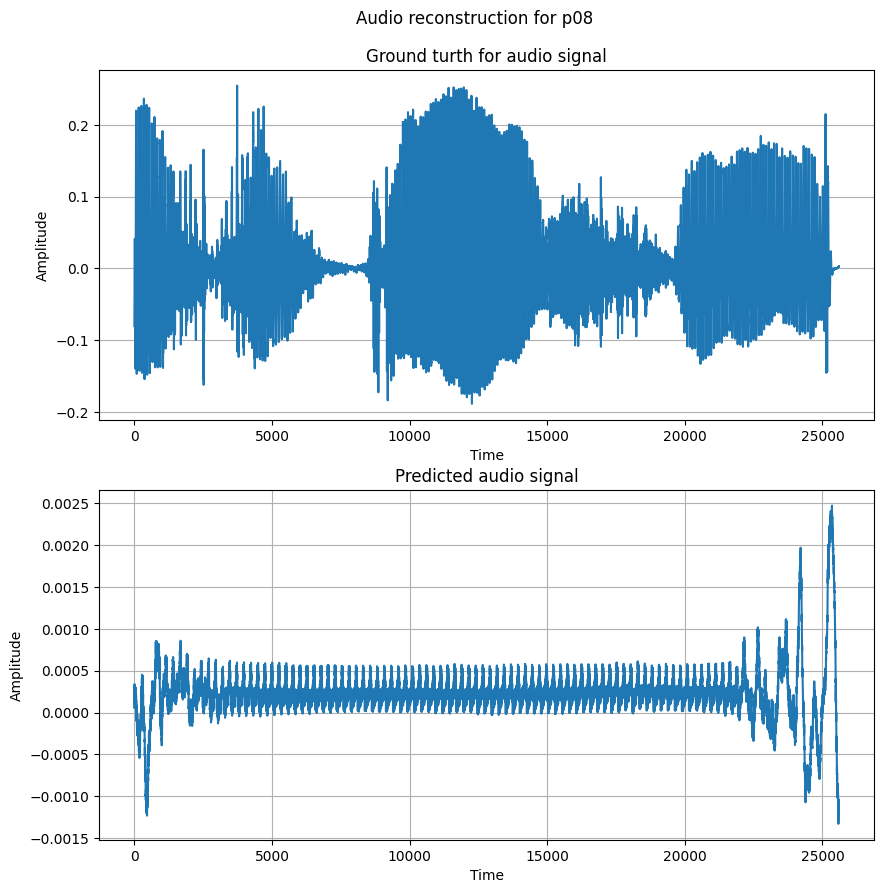 Audio reconstruction for p08
Ground turth for audio signal
0.2
0.1
0.0
−0.1
−0.2
Amplitude
0 5000 10000 15000 20000 25000
Time
Predicted audio signal
0.0025
0.0020
0.0015
0.0010
0.0005
0.0000
−0.0005
−0.0010
−0.0015
Amplitude
0 5000 10000 15000 20000 25000
Time